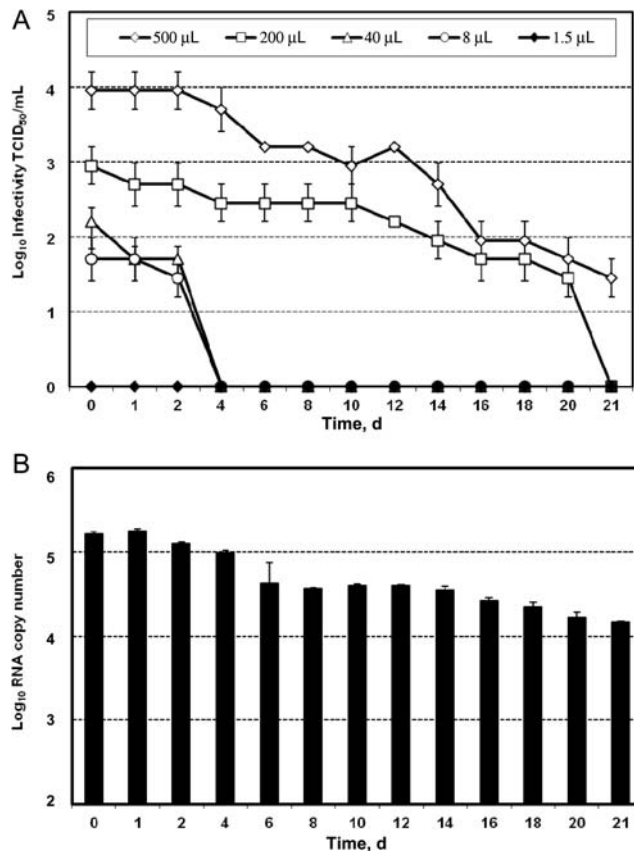 A
500 µL 200 µL 40 µL 8 µL 1.5 µL
Log₁₀ Infectivity TCID₅₀/mL
5
4
3
2
1
0
0 1 2 4 6 8 10 12 14 16 18 20 21
Time, d
B
Log₁₀ RNA copy number
6
5
4
3
2
0 1 2 4 6 8 10 12 14 16 18 20 21
Time, d